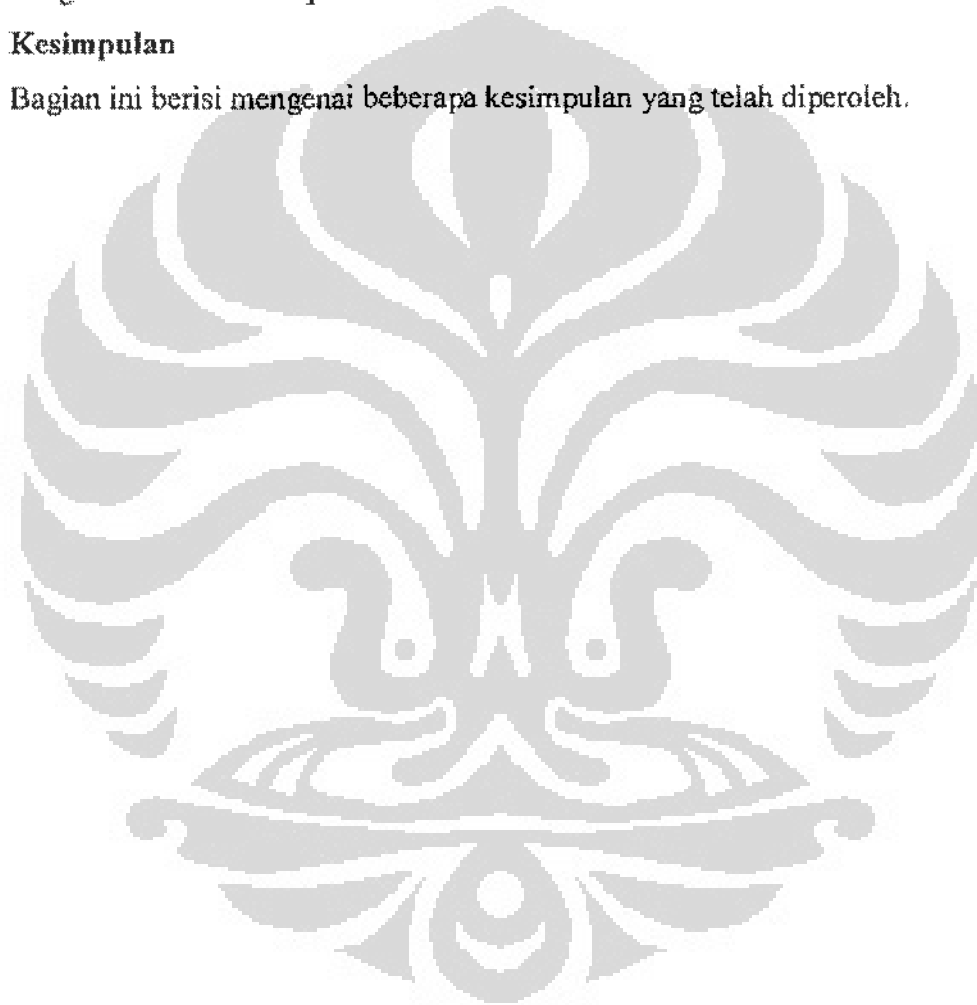 Kesimpulan
Bagian ini berisi mengenai beberapa kesimpulan yang telah diperoleh.